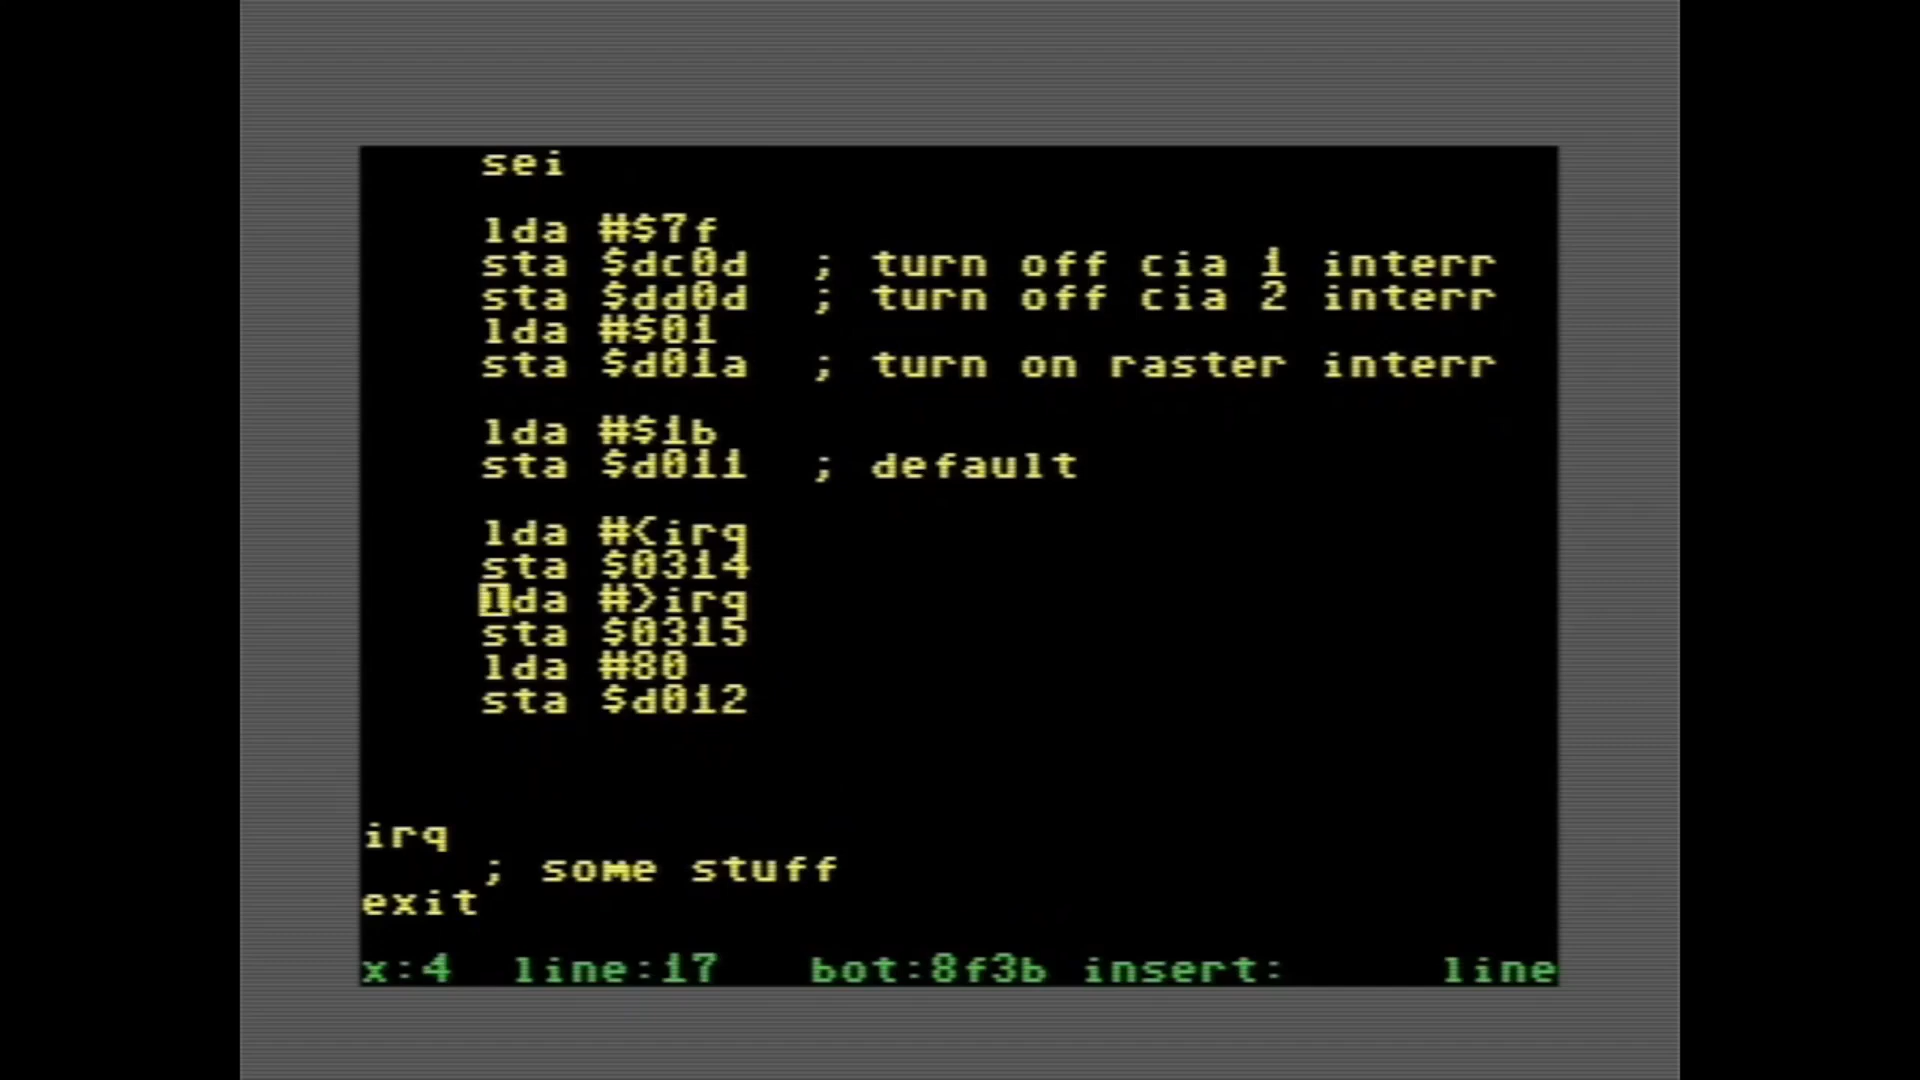 sei
lda #$7f
sta $dc0d ; turn off cia 1 interr
sta $dd0d ; turn off cia 2 interr
lda #$01
sta $d01a ; turn on raster interr
lda #$1b
sta $d011 ; default
lda #<irq
sta $0314
lda #>irq
sta $0315
lda #80
sta $d012
irq
; some stuff
exit
x:4 line:17 bot:8f3b insert: line